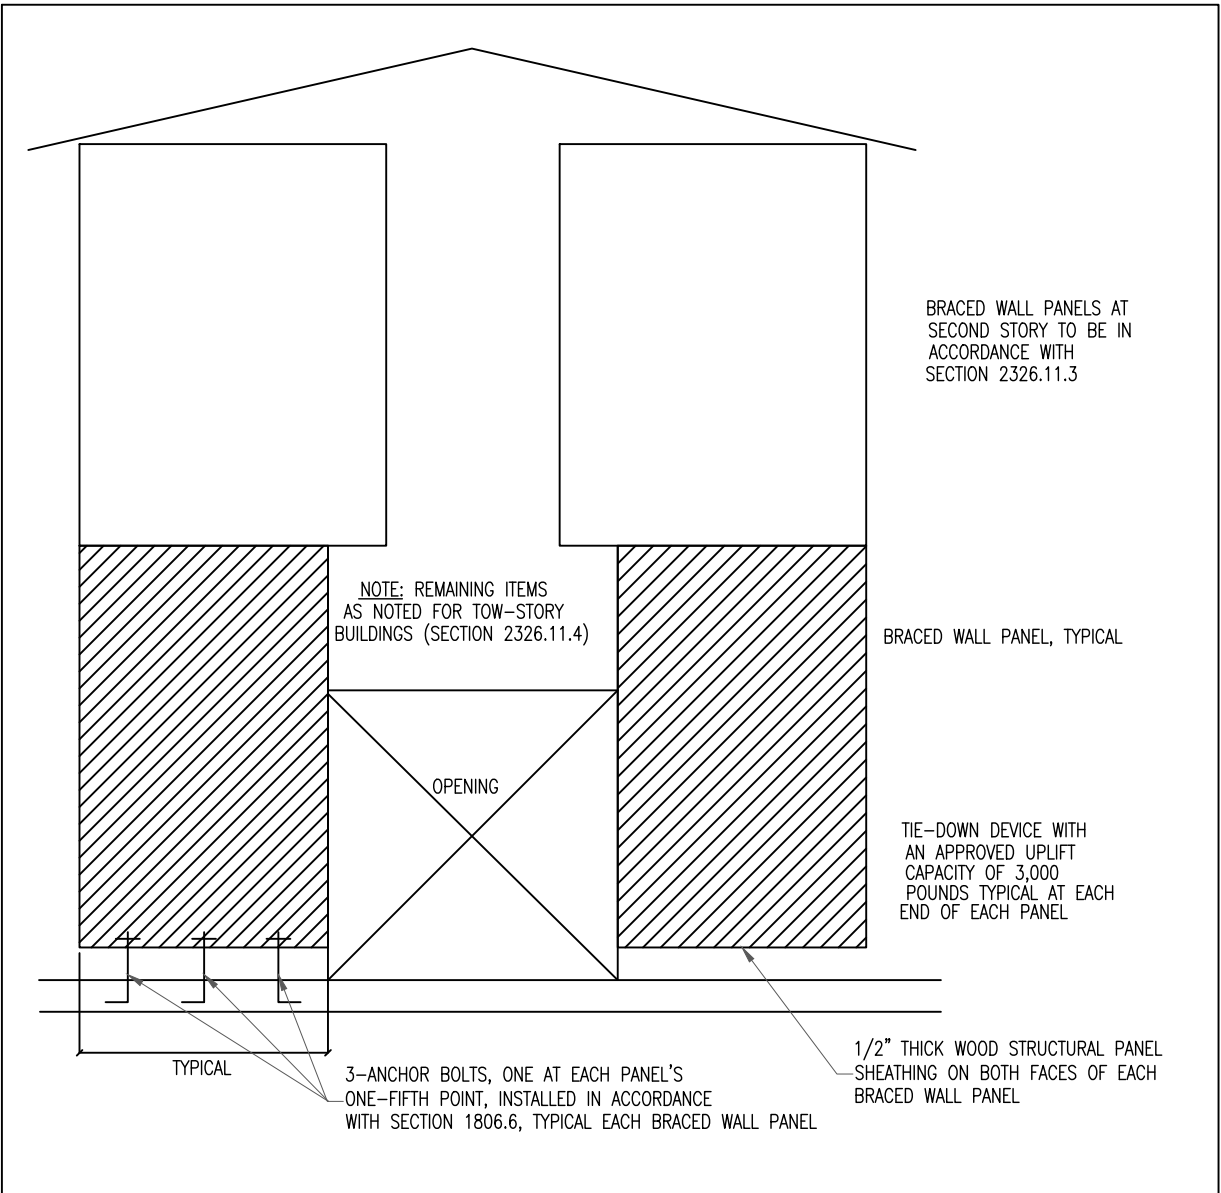 BRACED WALL PANELS AT
SECOND STORY TO BE IN
ACCORDANCE WITH
SECTION 2326.11.3
NOTE: REMAINING ITEMS
AS NOTED FOR TOW-STORY
BUILDINGS (SECTION 2326.11.4)
BRACED WALL PANEL, TYPICAL
OPENING
TIE-DOWN DEVICE WITH
AN APPROVED UPLIFT
CAPACITY OF 3,000
POUNDS TYPICAL AT EACH
END OF EACH PANEL
TYPICAL
3-ANCHOR BOLTS, ONE AT EACH PANEL'S
ONE-FIFTH POINT, INSTALLED IN ACCORDANCE
WITH SECTION 1806.6, TYPICAL EACH BRACED WALL PANEL
1/2" THICK WOOD STRUCTURAL PANEL
SHEATHING ON BOTH FACES OF EACH
BRACED WALL PANEL